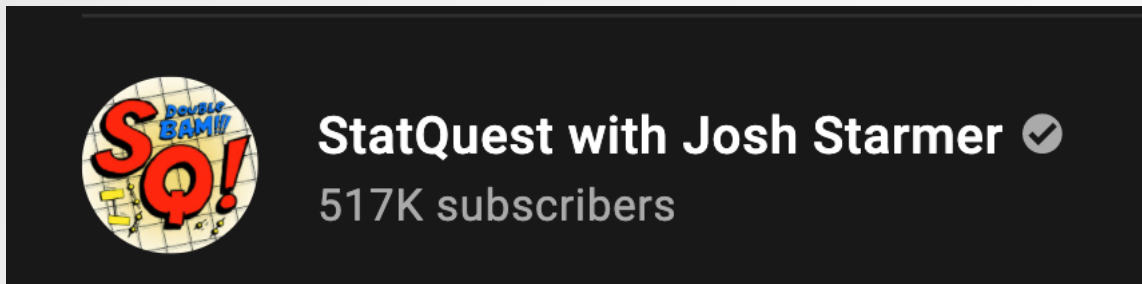 SQ!
DOUBLE
BAM!!!
StatQuest with Josh Starmer
517K subscribers